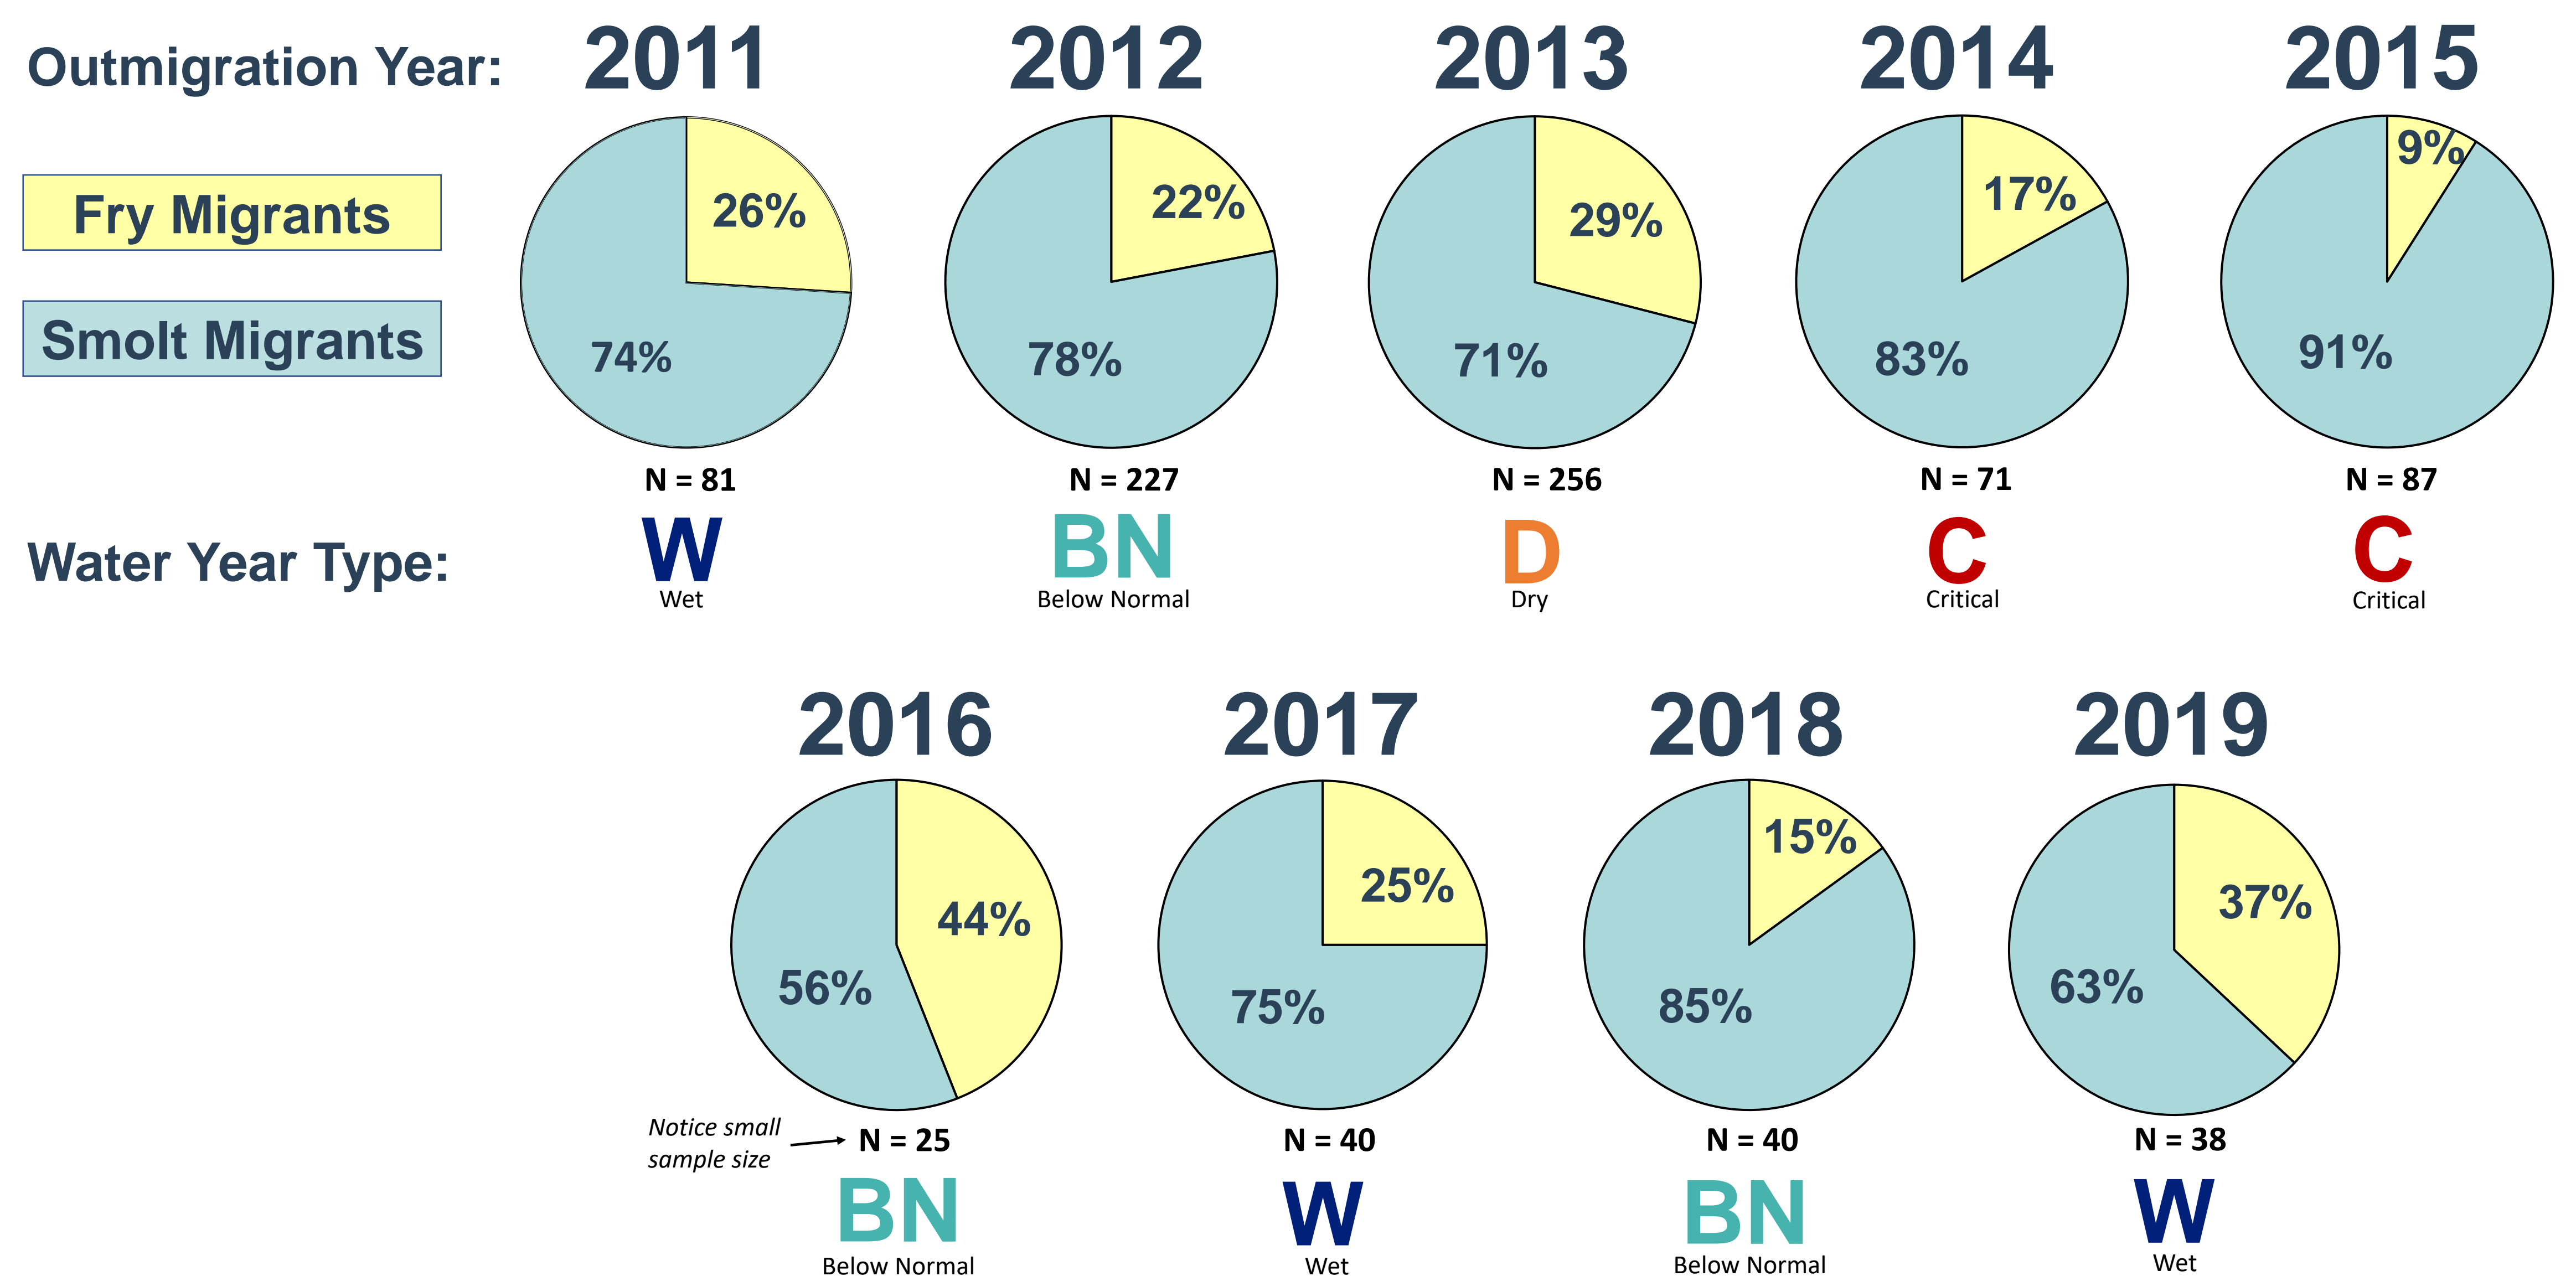 Outmigration Year:
2011
2012
2013
2014
2015
Fry Migrants
Smolt Migrants
26%
74%
22%
78%
29%
71%
17%
83%
9%
91%
N = 81
N = 227
N = 256
N = 71
N = 87
Water Year Type:
W
BN
D
C
C
Wet
Below Normal
Dry
Critical
Critical
2016
2017
2018
2019
44%
56%
25%
75%
15%
85%
37%
63%
Notice small
sample size
N = 25
N = 40
N = 40
N = 38
BN
W
BN
W
Below Normal
Wet
Below Normal
Wet